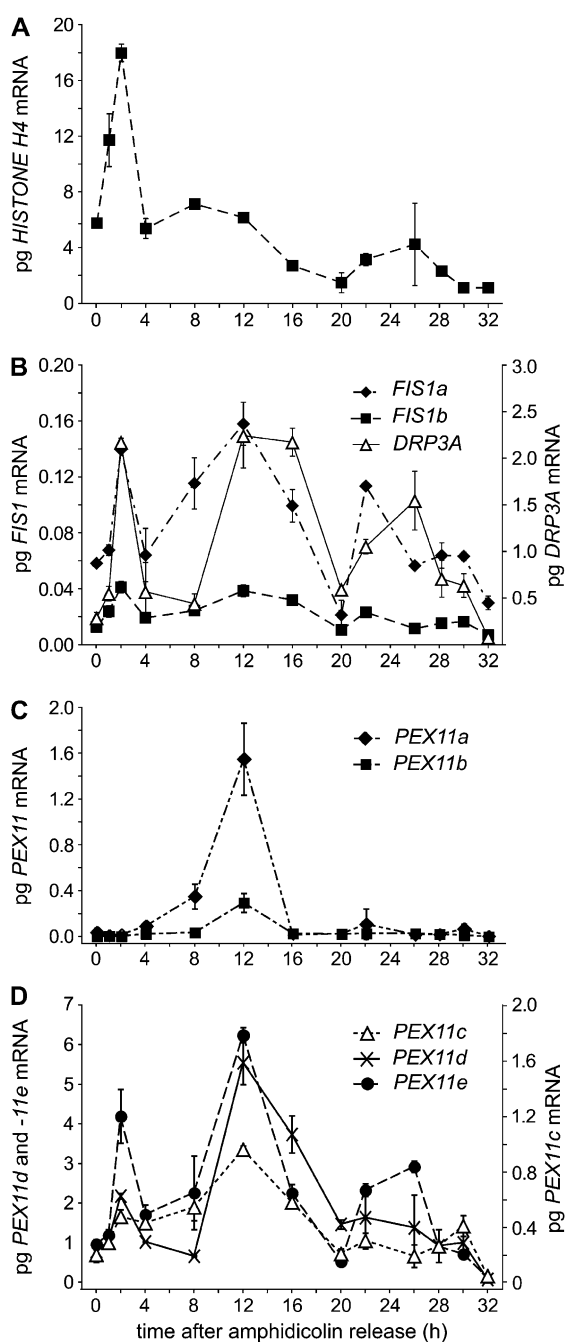 A
pg HISTONE H4 mRNA
20
16
12
8
4
0
0 4 8 12 16 20 24 28 32
B
pg FIS1 mRNA
0.20
0.16
0.12
0.08
0.04
0.00
FIS1a
FIS1b
DRP3A
3.0
2.5
2.0
1.5
1.0
0.5
pg DRP3A mRNA
0 4 8 12 16 20 24 28 32
C
pg PEX11 mRNA
2.0
1.6
1.2
0.8
0.4
0.0
PEX11a
PEX11b
0 4 8 12 16 20 24 28 32
D
pg PEX11d and -11e mRNA
7
6
5
4
3
2
1
0
PEX11c
PEX11d
PEX11e
2.0
1.6
1.2
0.8
0.4
0
pg PEX11c mRNA
0 4 8 12 16 20 24 28 32
time after amphidicolin release (h)